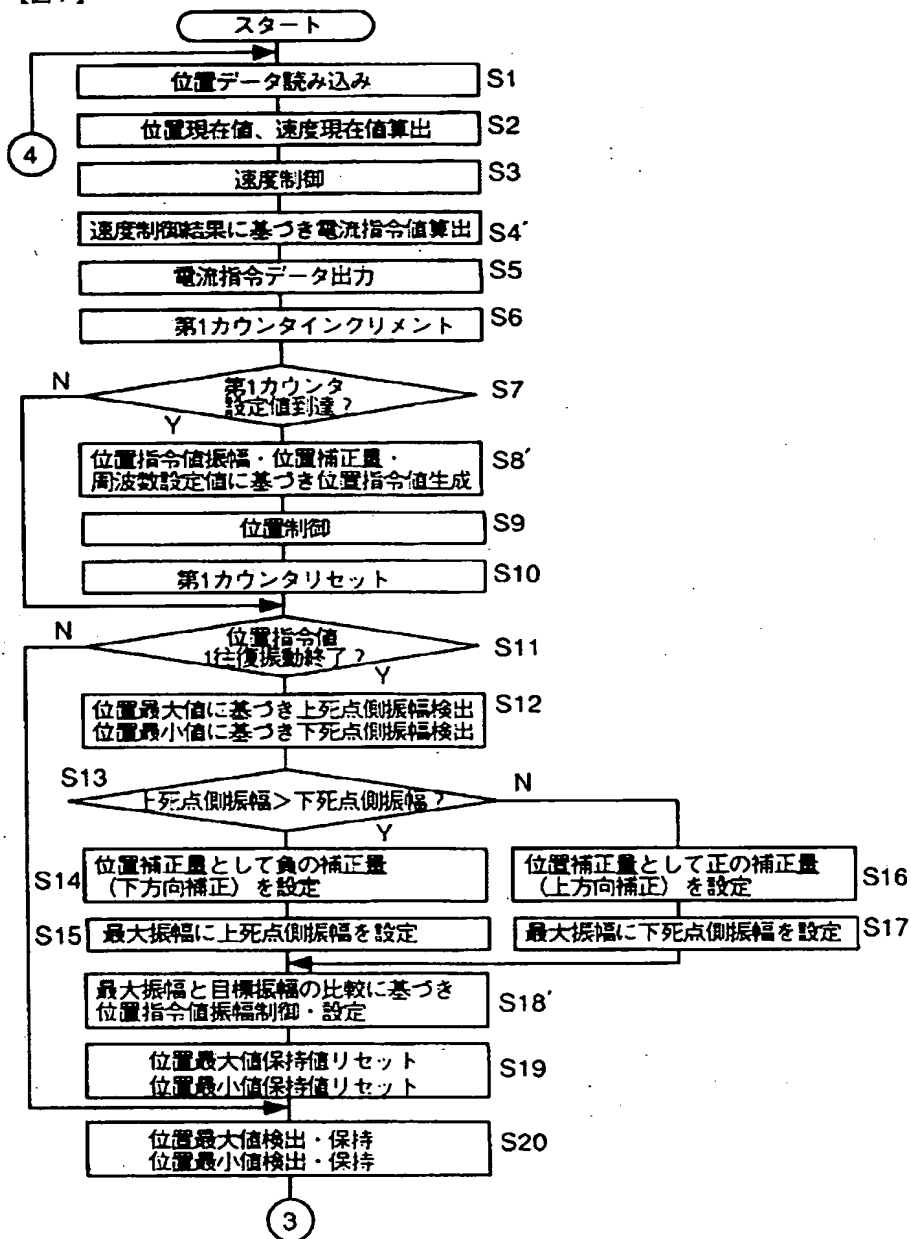 スタート
位置データ読み込み S1
位置現在値、速度現在値算出 S2
4
速度制御 S3
速度制御結果に基づき電流指令値算出 S4'
電流指令データ出力 S5
第1カウンタインクリメント S6
N
第1カウンタ
設定値到達? S7
Y
位置指令値振幅・位置補正量・
周波数設定値に基づき位置指令値生成 S8'
位置制御 S9
第1カウンタリセット S10
N
位置指令値
1往復振動終了? S11
Y
位置最大値に基づき上死点側振幅検出
位置最小値に基づき下死点側振幅検出 S12
S13
上死点側振幅>下死点側振幅? N
Y
S14 位置補正量として負の補正量
(下方向補正)を設定
位置補正量として正の補正量
(上方向補正)を設定 S16
S15 最大振幅に上死点側振幅を設定
最大振幅に下死点側振幅を設定 S17
最大振幅と目標振幅の比較に基づき
位置指令値振幅制御・設定 S18'
位置最大値保持値リセット
位置最小値保持値リセット S19
位置最大値検出・保持
位置最小値検出・保持 S20
3